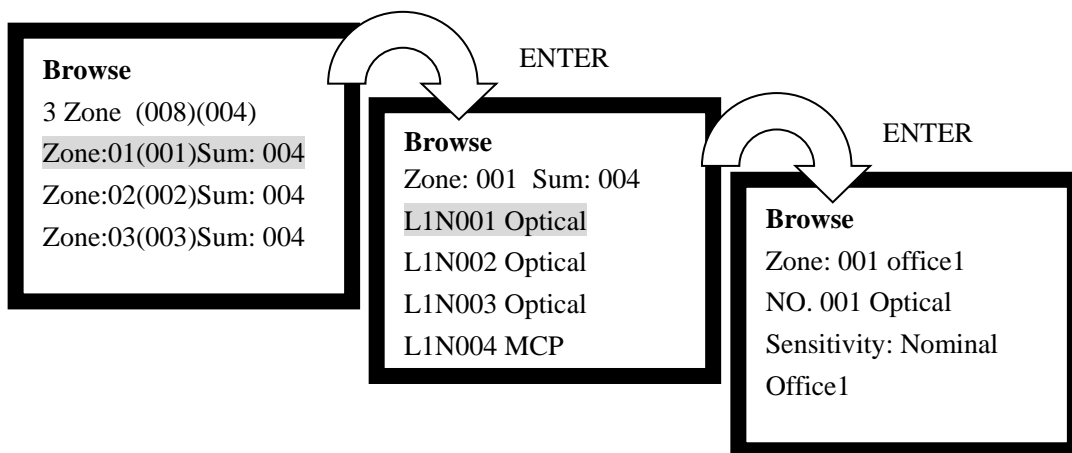 Browse
3 Zone  (008)(004)
Zone:01(001)Sum: 004
Zone:02(002)Sum: 004
Zone:03(003)Sum: 004
ENTER
Browse
Zone: 001  Sum: 004
L1N001 Optical
L1N002 Optical
L1N003 Optical
L1N004 MCP
ENTER
Browse
Zone: 001 office1
NO. 001 Optical
Sensitivity: Nominal
Office1